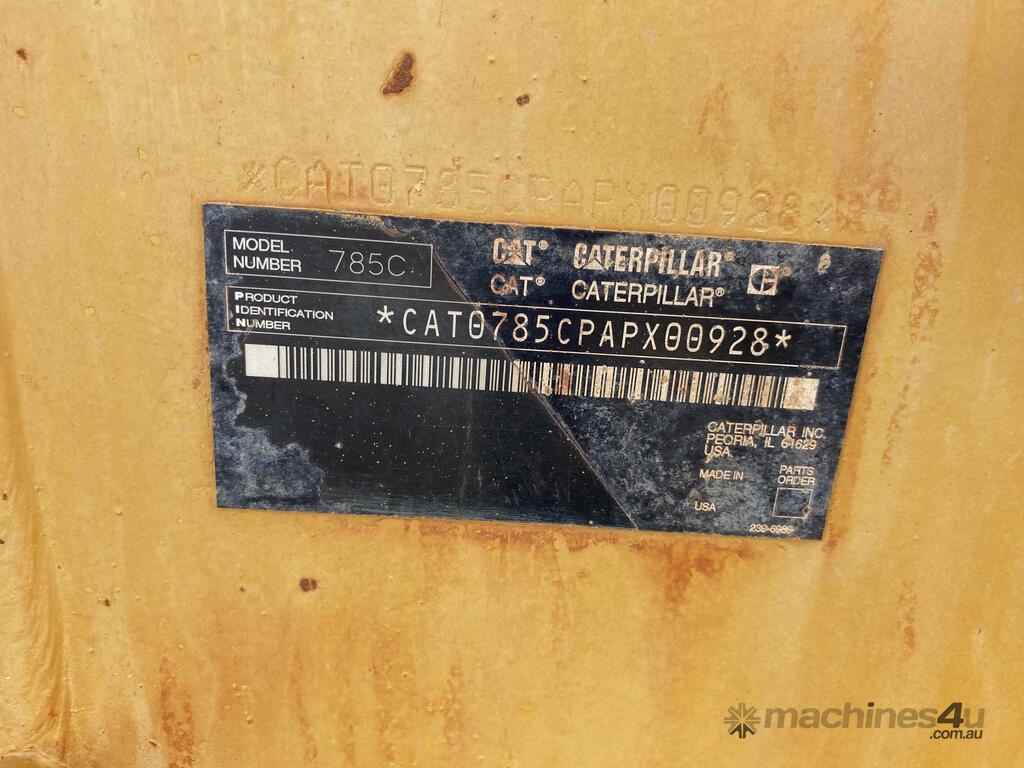 *CAT0785CPAPX00928*
MODEL NUMBER 785C
CAT® CATERPILLAR®
CAT® CATERPILLAR®
PRODUCT IDENTIFICATION NUMBER *CAT0785CPAPX00928*
CATERPILLAR INC.
PEORIA, IL 61629
USA
MADE IN
USA
PARTS
ORDER
machines4u
.com.au